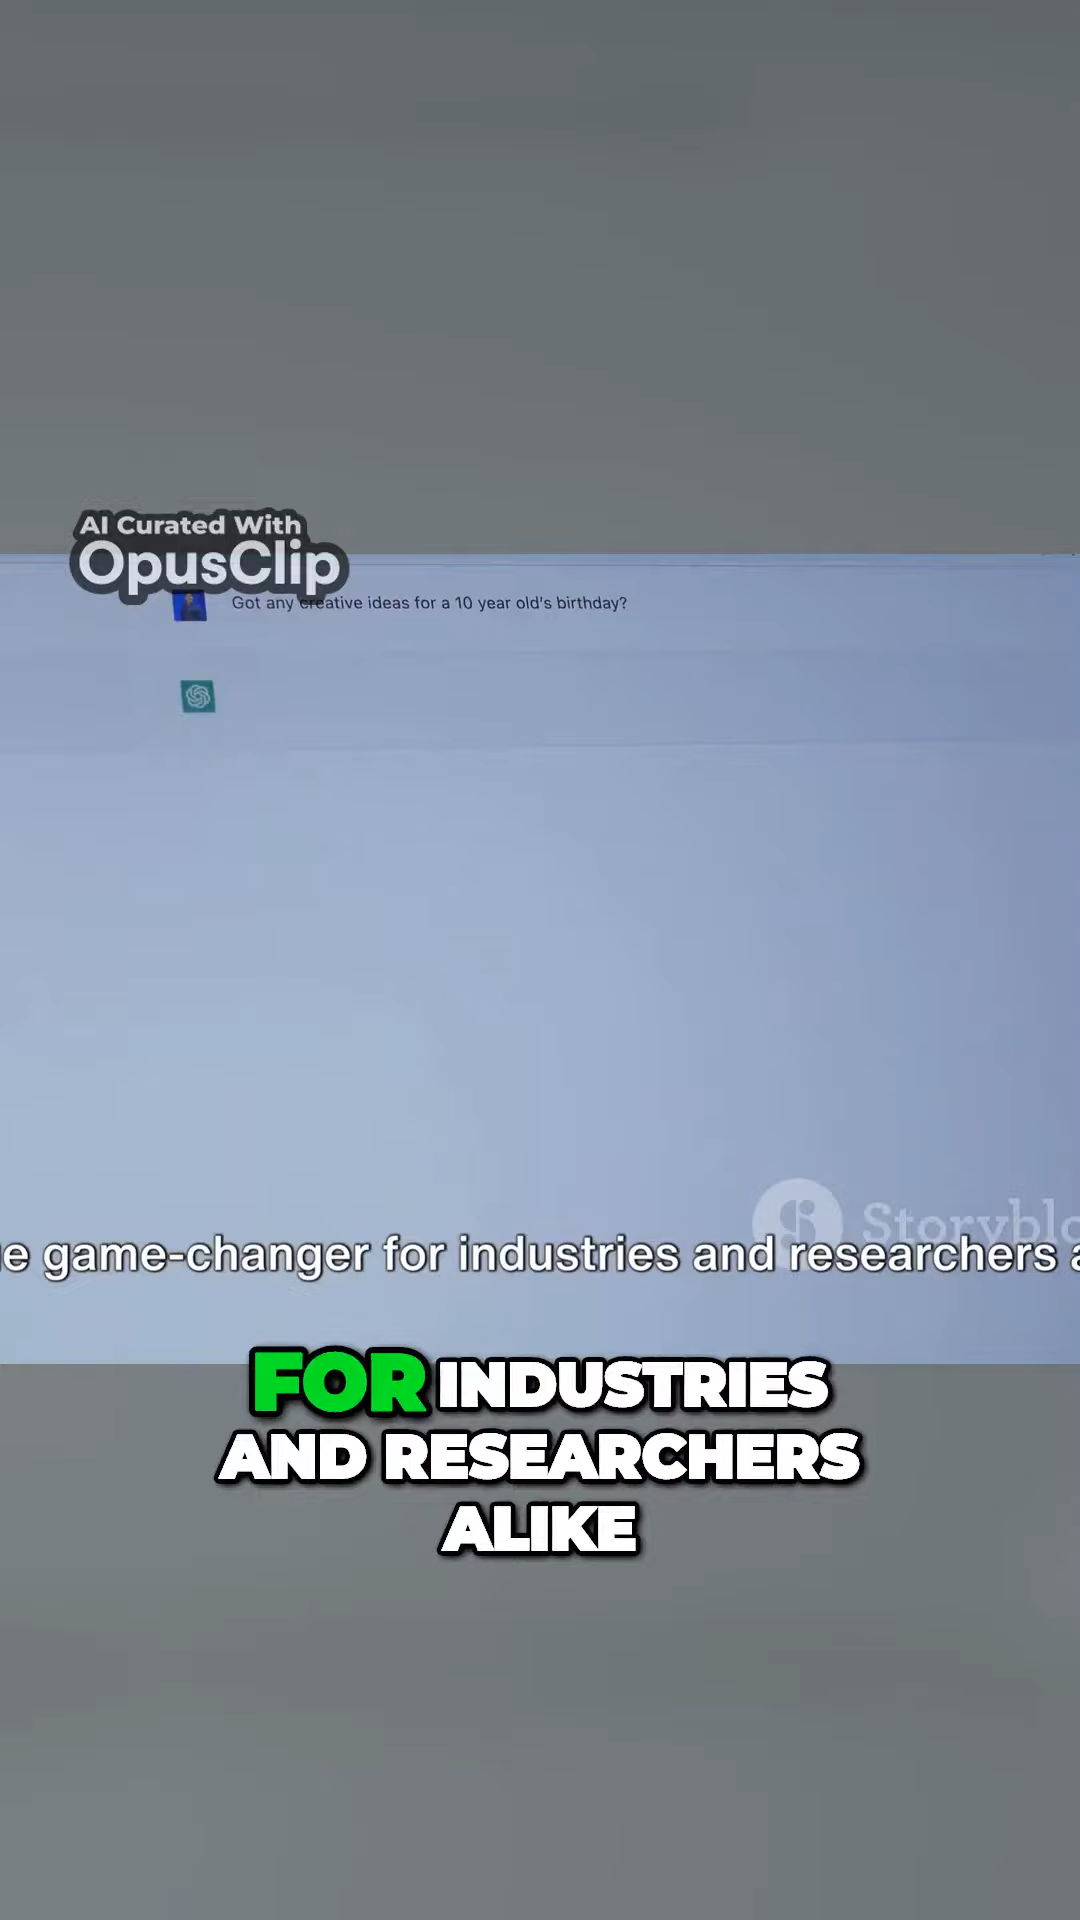 AI Curated With
OpusClip
Got any creative ideas for a 10 year old's birthday?
game-changer for industries and researchers
FOR INDUSTRIES
AND RESEARCHERS
ALIKE